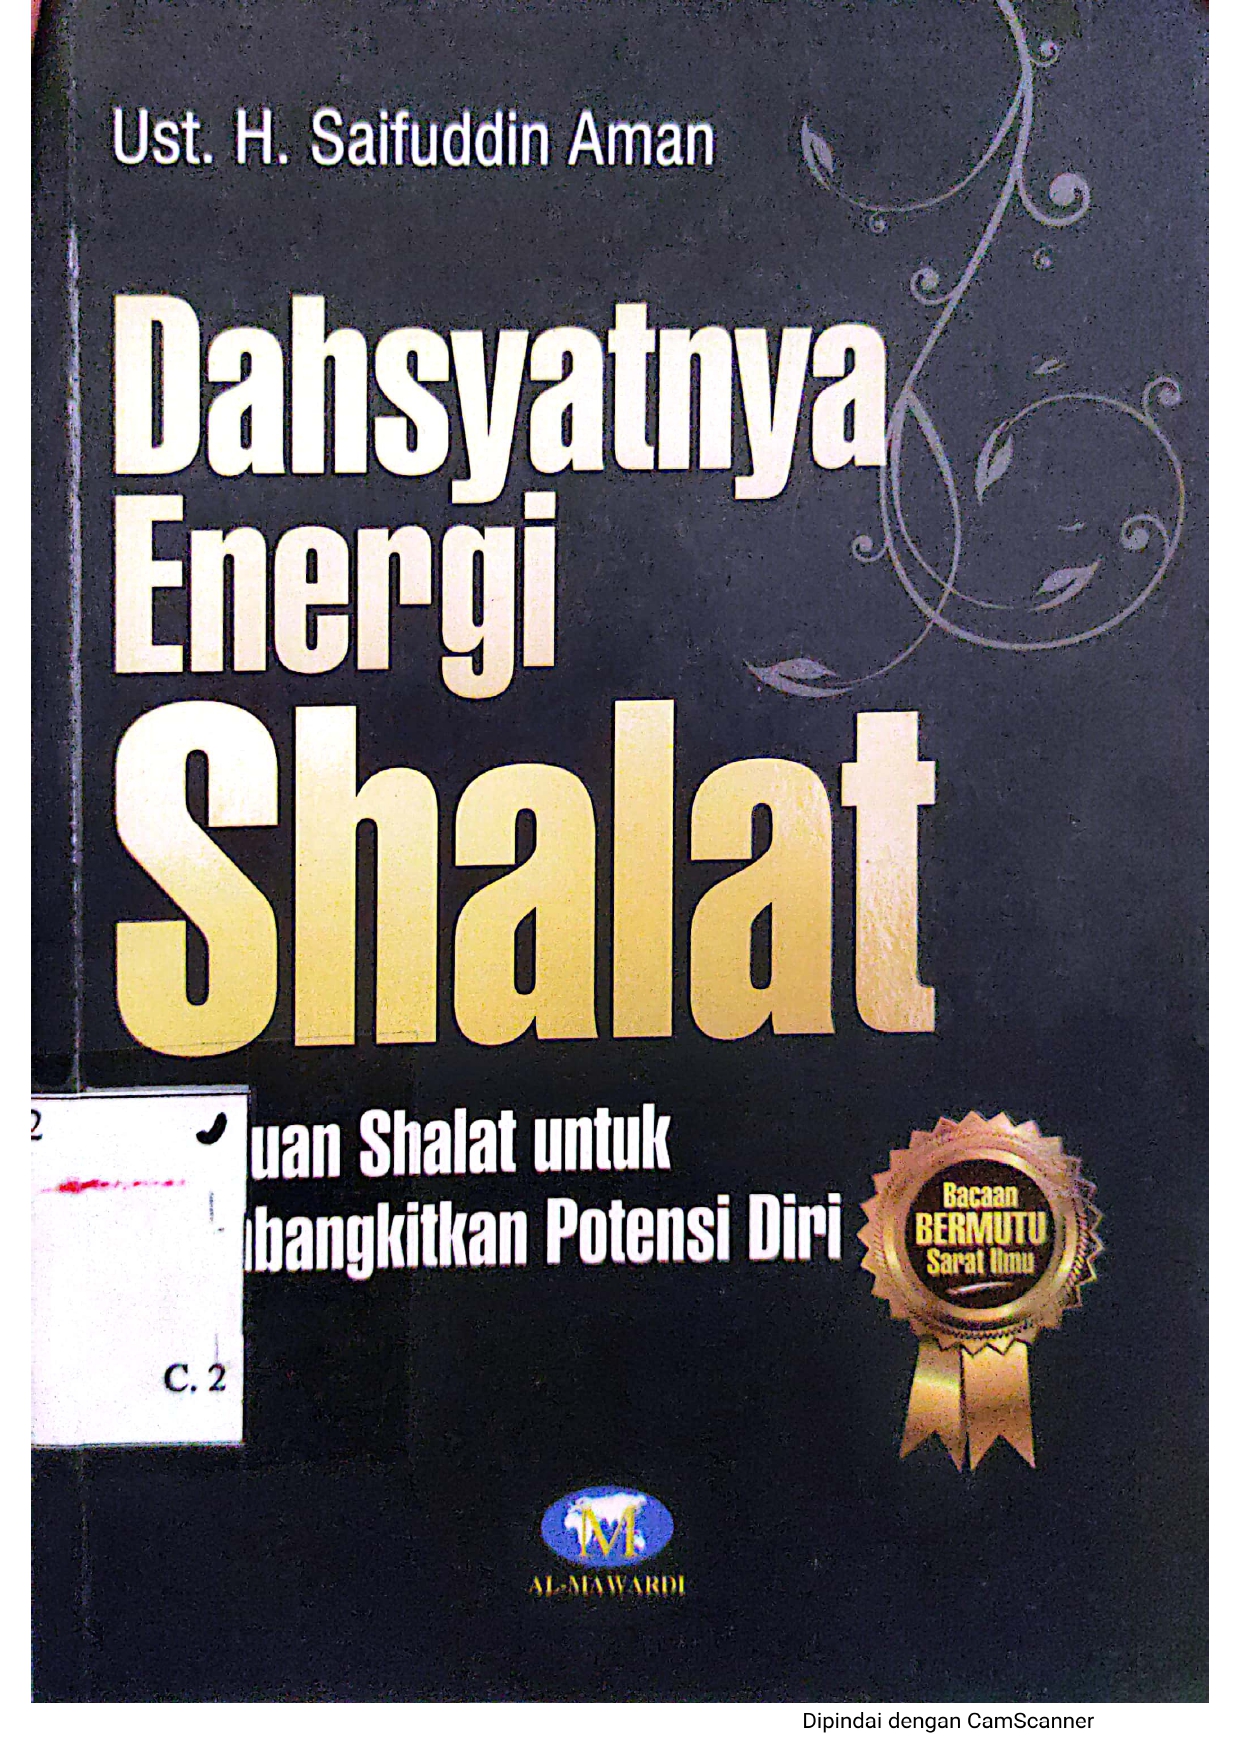 Ust. H. Saifuddin Aman
Dahsyatnya
Energi
Shalat
2
uan Shalat untuk
bangkitkan Potensi Diri
Bacaan
BERMUTU
Sarat Ilmu
C. 2
M
AL-MAWARDI
Dipindai dengan CamScanner